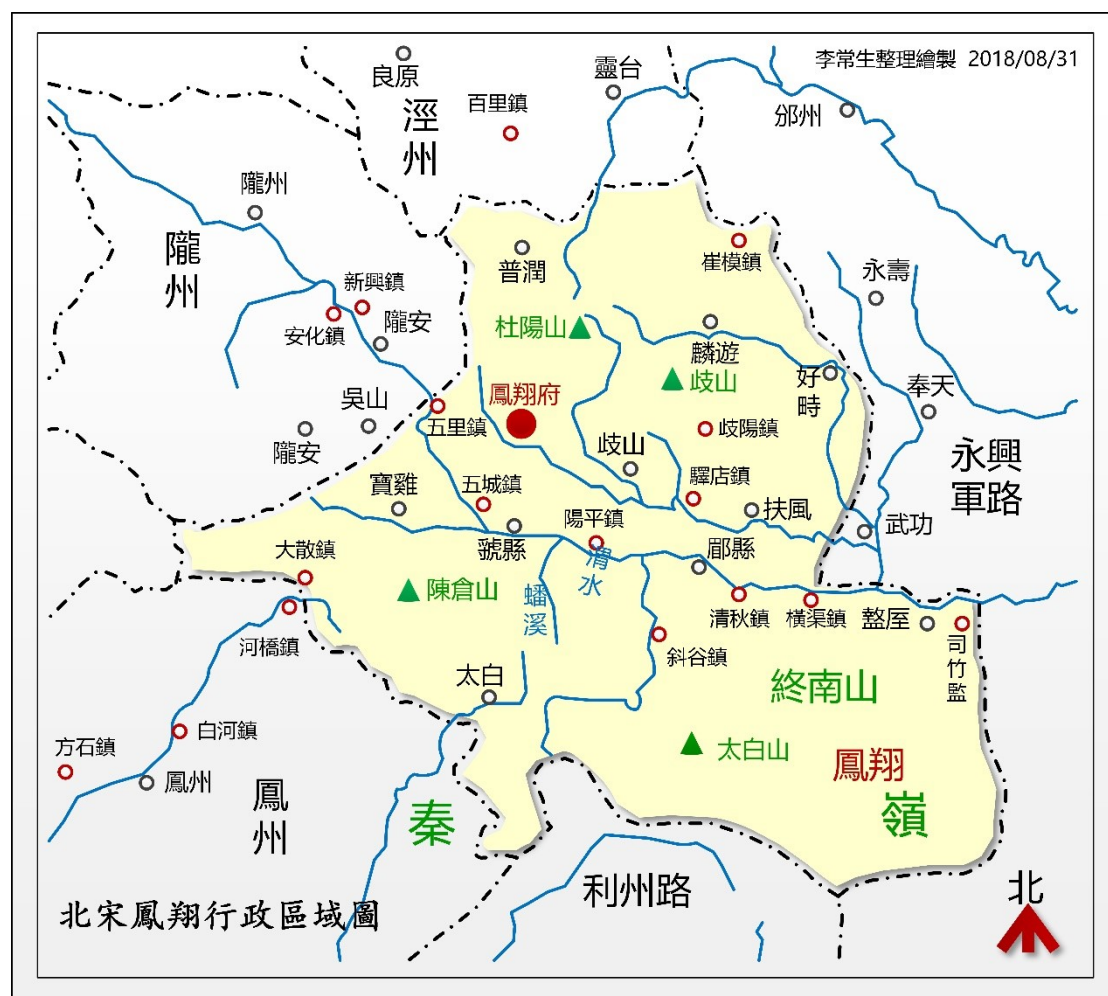 李常生整理繪製 2018/08/31
良原
靈台
百里鎮
邠州
涇州
隴州
隴州
普潤
崔模鎮
新興鎮
安化鎮
隴安
永壽
杜陽山
麟遊
岐山
好畤
奉天
吳山
隴安
五里鎮
鳳翔府
岐陽鎮
岐山
永興軍路
寶雞
五城鎮
驛店鎮
扶風
武功
陽平鎮
虢縣
渭水
郿縣
大散鎮
陳倉山
蟠溪
清秋鎮
橫渠鎮
盩厔
司竹監
河橋鎮
斜谷鎮
太白
終南山
方石鎮
白河鎮
鳳州
太白山
鳳翔
鳳州
秦
嶺
利州路
北
北宋鳳翔行政區域圖